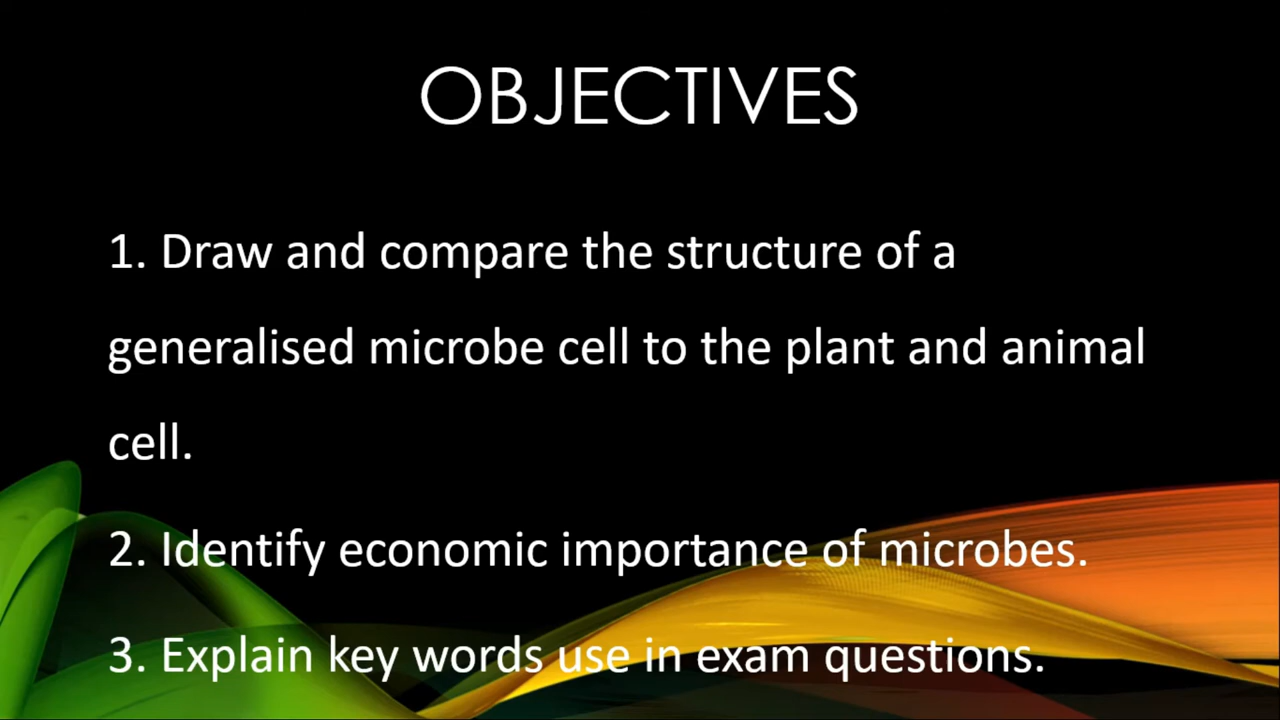 OBJECTIVES
1. Draw and compare the structure of a
generalised microbe cell to the plant and animal
cell.
2. Identify economic importance of microbes.
3. Explain key words use in exam questions.